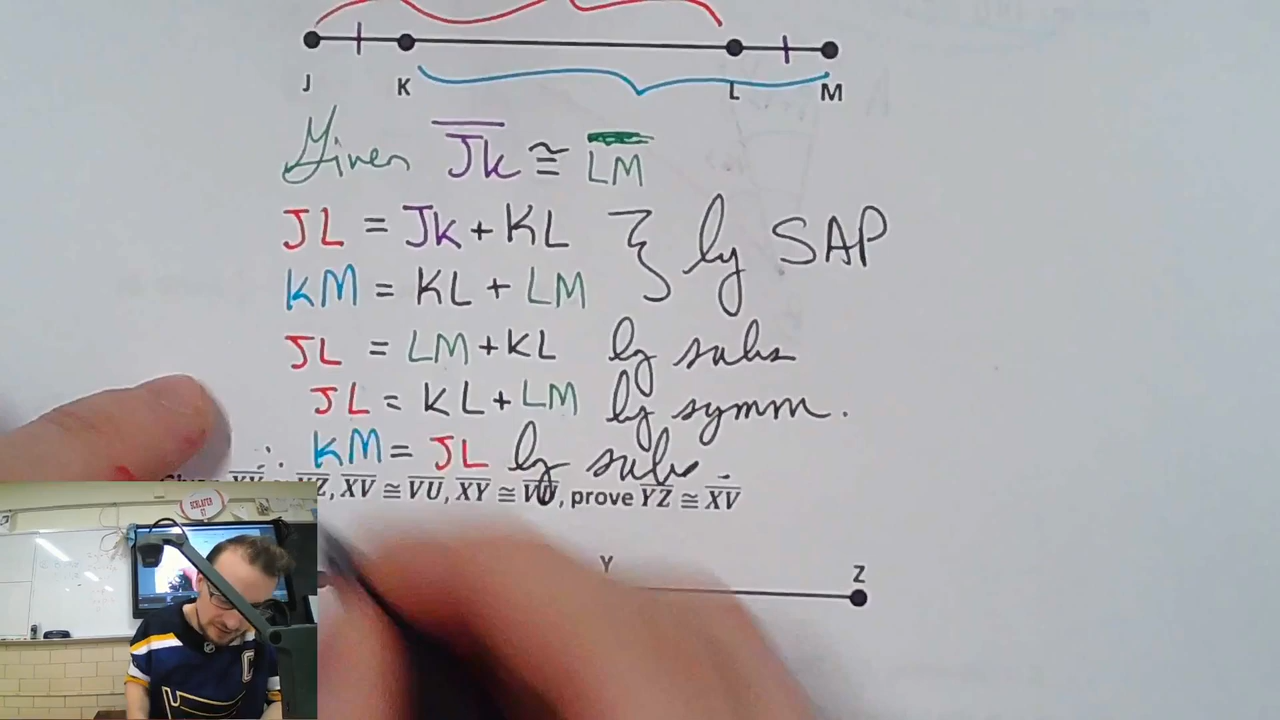 J K L M
Given JK ≅ LM
JL = JK + KL } by SAP
KM = KL + LM
JL = LM + KL by subs
JL = KL + LM by symm.
∴ KM = JL by subs.
XV ≅ VU, XY ≅ VU, prove YZ ≅ XV
Y Z